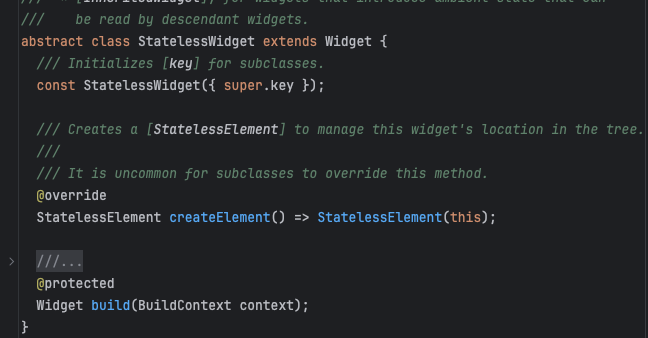 /// * [InheritedWidget], for widgets that introduce ambient state that can
///    be read by descendant widgets.
abstract class StatelessWidget extends Widget {
  /// Initializes [key] for subclasses.
  const StatelessWidget({ super.key });
  /// Creates a [StatelessElement] to manage this widget's location in the tree.
  ///
  /// It is uncommon for subclasses to override this method.
  @override
  StatelessElement createElement() => StatelessElement(this);
  ///...
  @protected
  Widget build(BuildContext context);
}